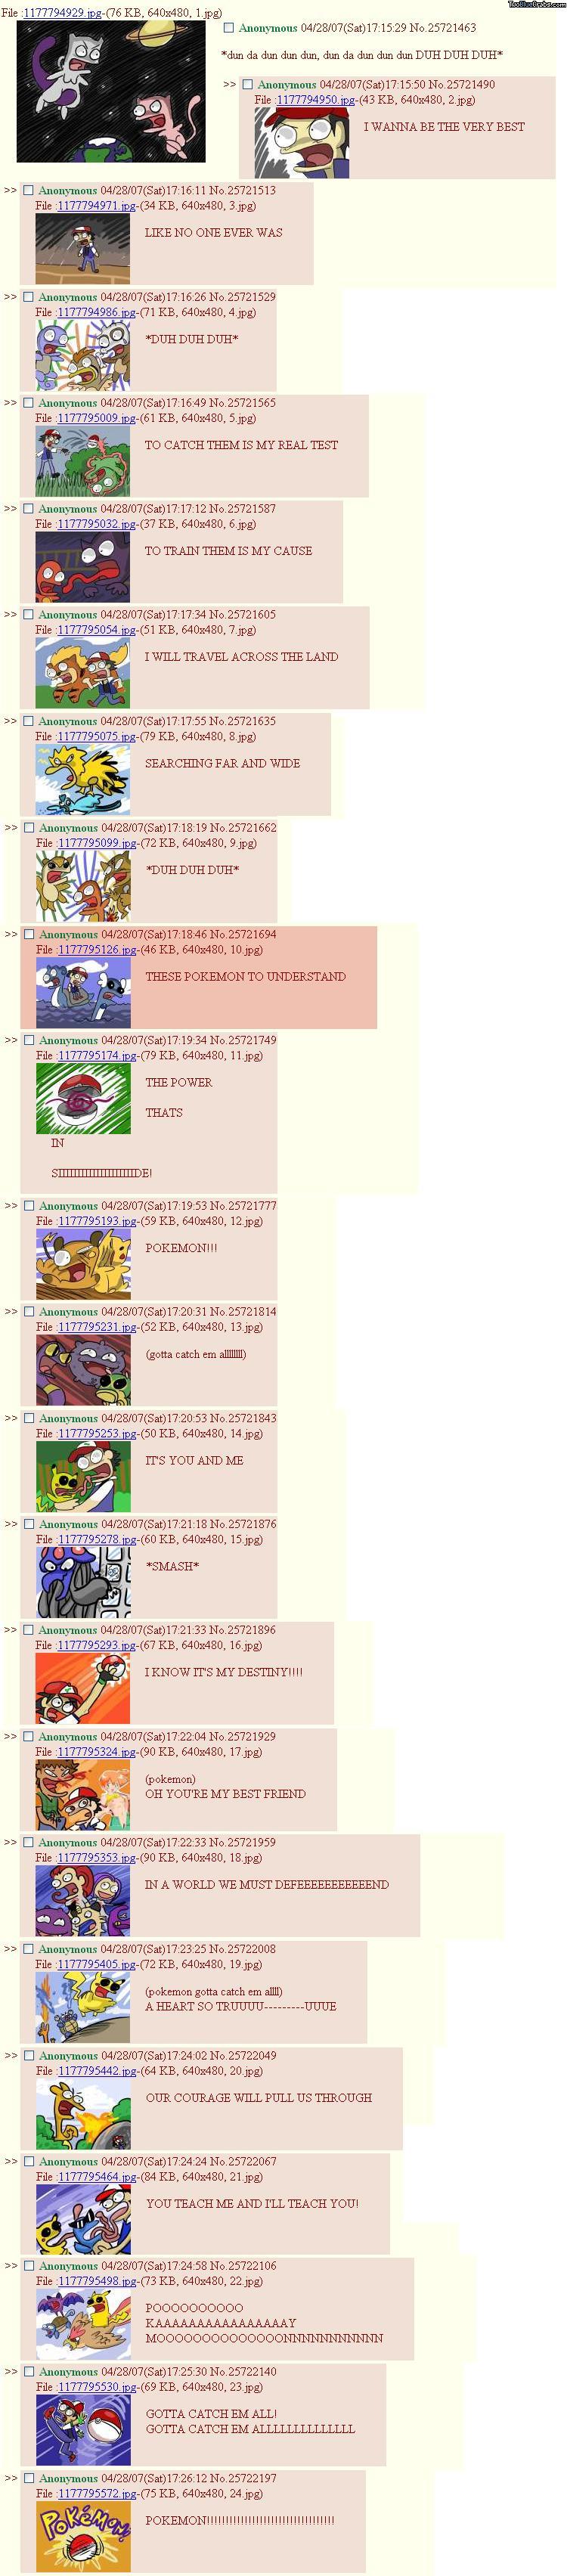 File :1177794929.jpg-(76 KB, 640x480, 1.jpg)
Anonymous 04/28/07(Sat)17:15:29 No.25721463
*dun da dun dun dun, dun da dun dun dun DUH DUH DUH*
>> Anonymous 04/28/07(Sat)17:15:50 No.25721490
File :1177794950.jpg-(43 KB, 640x480, 2.jpg)
I WANNA BE THE VERY BEST
>> Anonymous 04/28/07(Sat)17:16:11 No.25721513
File :1177794971.jpg-(34 KB, 640x480, 3.jpg)
LIKE NO ONE EVER WAS
>> Anonymous 04/28/07(Sat)17:16:26 No.25721529
File :1177794986.jpg-(71 KB, 640x480, 4.jpg)
*DUH DUH DUH*
>> Anonymous 04/28/07(Sat)17:16:49 No.25721565
File :1177795009.jpg-(61 KB, 640x480, 5.jpg)
TO CATCH THEM IS MY REAL TEST
>> Anonymous 04/28/07(Sat)17:17:12 No.25721587
File :1177795032.jpg-(37 KB, 640x480, 6.jpg)
TO TRAIN THEM IS MY CAUSE
>> Anonymous 04/28/07(Sat)17:17:34 No.25721605
File :1177795054.jpg-(51 KB, 640x480, 7.jpg)
I WILL TRAVEL ACROSS THE LAND
>> Anonymous 04/28/07(Sat)17:17:55 No.25721635
File :1177795075.jpg-(79 KB, 640x480, 8.jpg)
SEARCHING FAR AND WIDE
>> Anonymous 04/28/07(Sat)17:18:19 No.25721662
File :1177795099.jpg-(72 KB, 640x480, 9.jpg)
*DUH DUH DUH*
>> Anonymous 04/28/07(Sat)17:18:46 No.25721694
File :1177795126.jpg-(46 KB, 640x480, 10.jpg)
THESE POKEMON TO UNDERSTAND
>> Anonymous 04/28/07(Sat)17:19:34 No.25721749
File :1177795174.jpg-(79 KB, 640x480, 11.jpg)
THE POWER
THATS
IN
SIIIIIIIIIIIIIIIIIIIIIDE!
>> Anonymous 04/28/07(Sat)17:19:53 No.25721777
File :1177795193.jpg-(59 KB, 640x480, 12.jpg)
POKEMON!!!
>> Anonymous 04/28/07(Sat)17:20:31 No.25721814
File :1177795231.jpg-(52 KB, 640x480, 13.jpg)
(gotta catch em allllllll)
>> Anonymous 04/28/07(Sat)17:20:53 No.25721843
File :1177795253.jpg-(50 KB, 640x480, 14.jpg)
IT'S YOU AND ME
>> Anonymous 04/28/07(Sat)17:21:18 No.25721876
File :1177795278.jpg-(60 KB, 640x480, 15.jpg)
*SMASH*
>> Anonymous 04/28/07(Sat)17:21:33 No.25721896
File :1177795293.jpg-(67 KB, 640x480, 16.jpg)
I KNOW IT'S MY DESTINY!!!!
>> Anonymous 04/28/07(Sat)17:22:04 No.25721929
File :1177795324.jpg-(90 KB, 640x480, 17.jpg)
(pokemon)
OH YOU'RE MY BEST FRIEND
>> Anonymous 04/28/07(Sat)17:22:33 No.25721959
File :1177795353.jpg-(90 KB, 640x480, 18.jpg)
IN A WORLD WE MUST DEFEEEEEEEEEEEND
>> Anonymous 04/28/07(Sat)17:23:25 No.25722008
File :1177795405.jpg-(72 KB, 640x480, 19.jpg)
(pokemon gotta catch em allll)
A HEART SO TRUUUU---------UUUE
>> Anonymous 04/28/07(Sat)17:24:02 No.25722049
File :1177795442.jpg-(64 KB, 640x480, 20.jpg)
OUR COURAGE WILL PULL US THROUGH
>> Anonymous 04/28/07(Sat)17:24:24 No.25722067
File :1177795464.jpg-(84 KB, 640x480, 21.jpg)
YOU TEACH ME AND I'LL TEACH YOU!
>> Anonymous 04/28/07(Sat)17:24:58 No.25722106
File :1177795498.jpg-(73 KB, 640x480, 22.jpg)
POOOOOOOOOO
KAAAAAAAAAAAAAAAAY
MOOOOOOOOOOOOOONNNNNNNNNNN
>> Anonymous 04/28/07(Sat)17:25:30 No.25722140
File :1177795530.jpg-(69 KB, 640x480, 23.jpg)
GOTTA CATCH EM ALL!
GOTTA CATCH EM ALLLLLLLLLLLLLL
>> Anonymous 04/28/07(Sat)17:26:12 No.25722197
File :1177795572.jpg-(75 KB, 640x480, 24.jpg)
Pokémon!
POKEMON!!!!!!!!!!!!!!!!!!!!!!!!!!!!!!!!!!